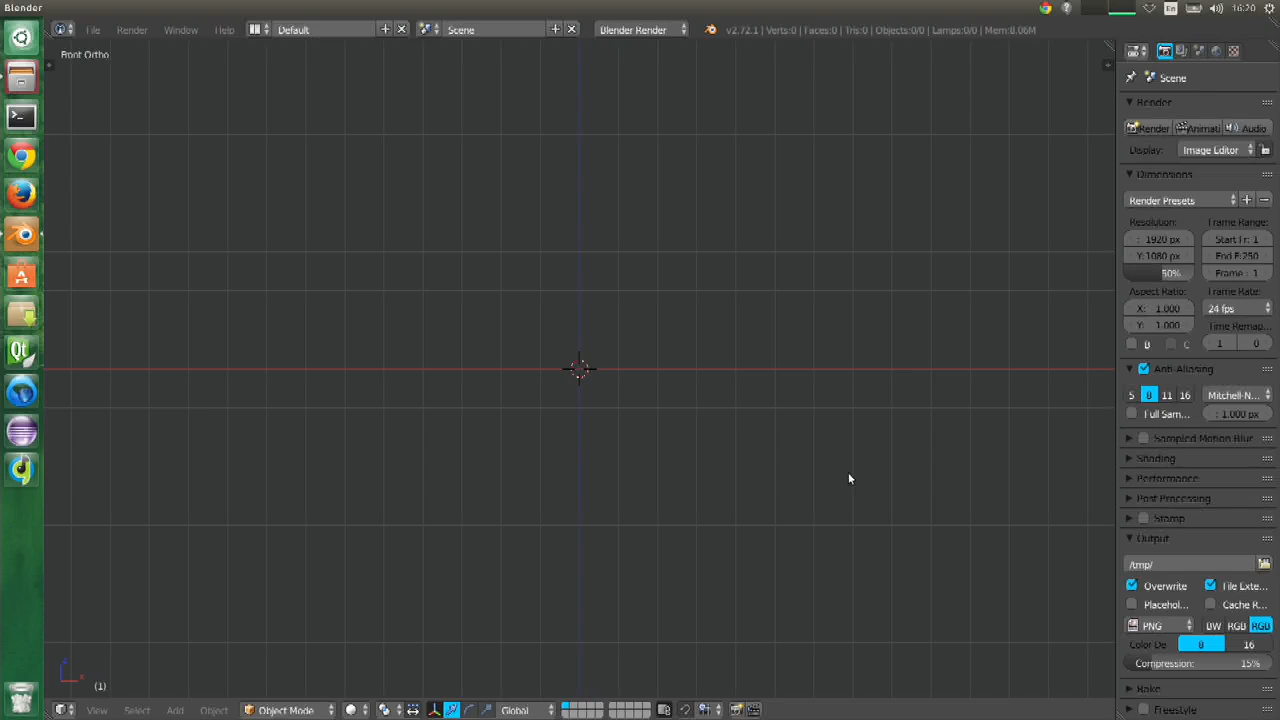 Blender
En
16:20
File Render Window Help Default Scene Blender Render v2.72.1 | Verts:0 | Faces:0 | Tris:0 | Objects:0/0 | Lamps:0/0 | Mem:8.06M
Front Ortho
Scene
Render
Render Animati Audio
Display: Image Editor
Dimensions
Render Presets
Resolution: Frame Range:
: 1920 px Start Fr: 1
Y:1080 px End F:250
50% Frame : 1
Aspect Ratio: Frame Rate:
X: 1.000 24 fps
Y: 1.000 Time Remap...
B C 1 0
Anti-Aliasing
5 8 11 16 Mitchell-N...
Full Sam... : 1.000 px
Sampled Motion Blur
Shading
Performance
Post Processing
Stamp
Output
/tmp/
Overwrite File Exte...
Placehol... Cache R...
PNG BW RGB RGB
Color De 8 16
Compression: 15%
Bake
Freestyle
z
x
(1)
View Select Add Object Object Mode Global